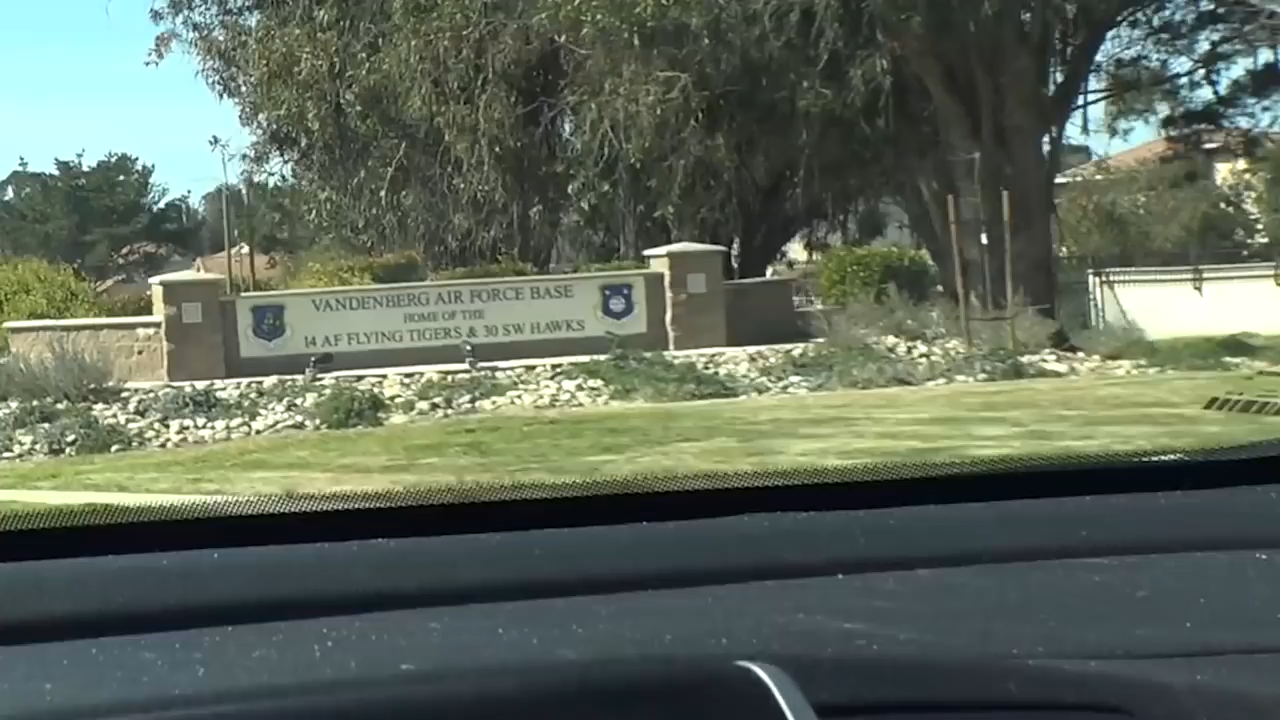 VANDENBERG AIR FORCE BASE
HOME OF THE
14 AF FLYING TIGERS & 30 SW HAWKS